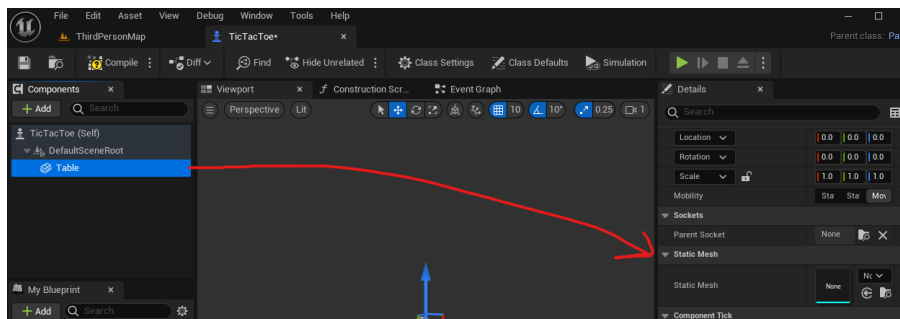 File Edit Asset View Debug Window Tools Help
ThirdPersonMap TicTacToe* Parent class: Pa
Compile Diff Find Hide Unrelated Class Settings Class Defaults Simulation
Components Viewport Construction Scr... Event Graph Details
+ Add Search Perspective Lit 10 10° 0.25 1 Search
TicTacToe (Self)
DefaultSceneRoot
Table
Location 0.0 0.0 0.0
Rotation 0.0 0.0 0.0
Scale 1.0 1.0 1.0
Mobility Sta Sta Mov
Sockets
Parent Socket None
Static Mesh
Static Mesh None Nc
My Blueprint
+ Add Search
Component Tick